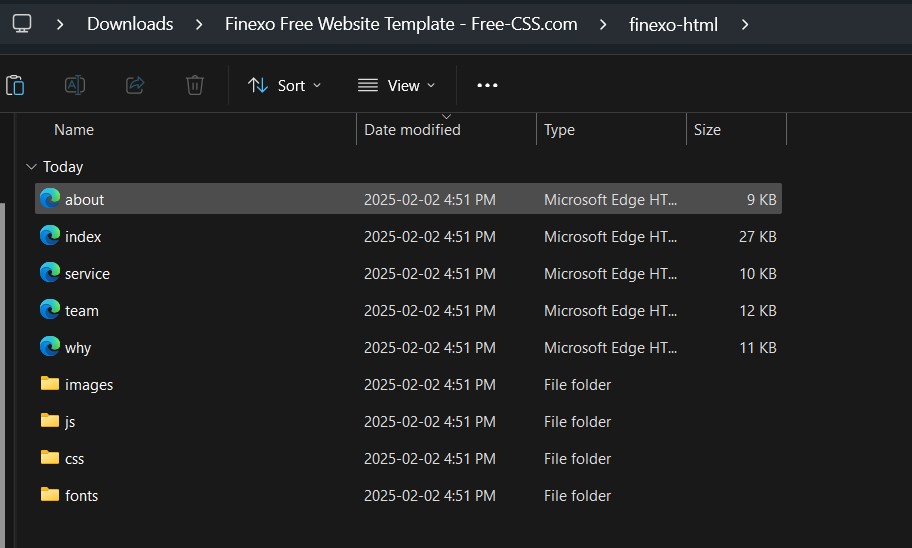 Downloads Finexo Free Website Template - Free-CSS.com finexo-html
Sort View
Name Date modified Type Size
Today
about 2025-02-02 4:51 PM Microsoft Edge HT... 9 KB
index 2025-02-02 4:51 PM Microsoft Edge HT... 27 KB
service 2025-02-02 4:51 PM Microsoft Edge HT... 10 KB
team 2025-02-02 4:51 PM Microsoft Edge HT... 12 KB
why 2025-02-02 4:51 PM Microsoft Edge HT... 11 KB
images 2025-02-02 4:51 PM File folder
js 2025-02-02 4:51 PM File folder
css 2025-02-02 4:51 PM File folder
fonts 2025-02-02 4:51 PM File folder